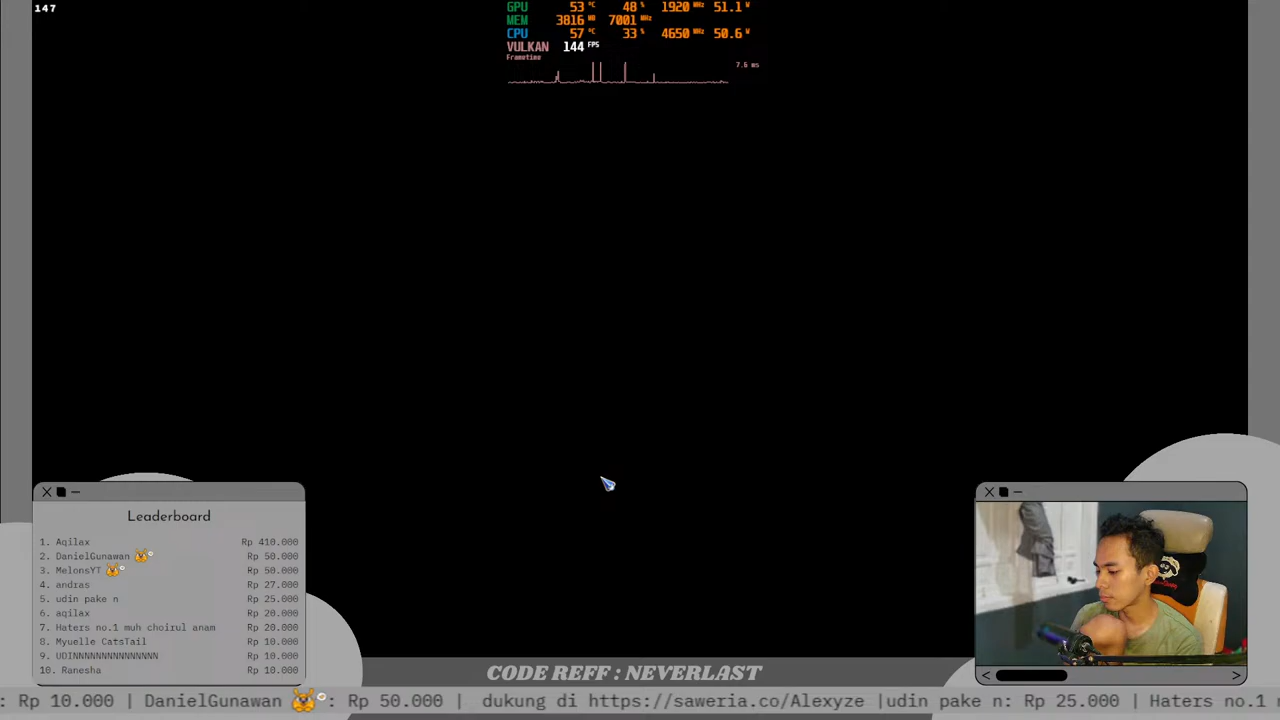 147
GPU 53 °C 48 % 1920 MHz 51.1 W
MEM 3816 MB 7001 MHz
CPU 57 °C 33 % 4650 MHz 50.6 W
VULKAN 144 FPS
Frametime
7.6 ms
Leaderboard
1. Aqilax Rp 410.000
2. DanielGunawan Rp 50.000
3. MelonsYT Rp 50.000
4. andras Rp 27.000
5. udin pake n Rp 25.000
6. aqilax Rp 20.000
7. Haters no.1 muh choirul anam Rp 20.000
8. Myuelle CatsTail Rp 10.000
9. UDINNNNNNNNNNNNNN Rp 10.000
10. Ranesha Rp 10.000
CODE REFF : NEVERLAST
: Rp 10.000 | DanielGunawan : Rp 50.000 | dukung di https://saweria.co/Alexyze |udin pake n: Rp 25.000 | Haters no.1